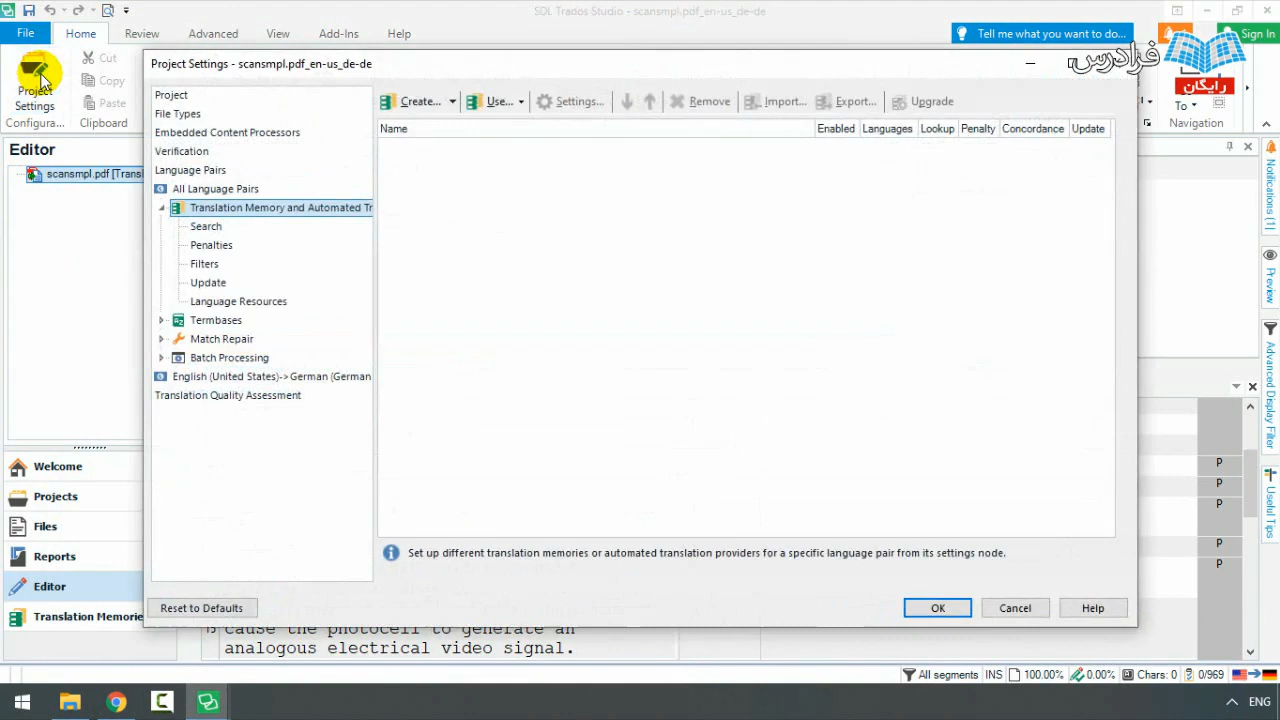 SDL Trados Studio - scansmpl.pdf_en-us_de-de
File
Home
Review
Advanced
View
Add-Ins
Help
Tell me what you want to do...
Sign In
فرادرس
رایگان
Project
Settings
Cut
Copy
Paste
Configura...
Clipboard
To
Navigation
Project Settings - scansmpl.pdf_en-us_de-de
Editor
scansmpl.pdf [Transl
Project
File Types
Embedded Content Processors
Verification
Language Pairs
All Language Pairs
Translation Memory and Automated Tr
Search
Penalties
Filters
Update
Language Resources
Termbases
Match Repair
Batch Processing
English (United States)->German (German
Translation Quality Assessment
Create...
Use...
Settings...
Remove
Import...
Export...
Upgrade
Name
Enabled
Languages
Lookup
Penalty
Concordance
Update
Set up different translation memories or automated translation providers for a specific language pair from its settings node.
Reset to Defaults
OK
Cancel
Help
Notifications (1)
Preview
Advanced Display Filter
Useful Tips
P
P
P
P
P
Welcome
Projects
Files
Reports
Editor
Translation Memorie
cause the photocell to generate an
analogous electrical video signal.
All segments
INS
100.00%
0.00%
Chars: 0
0/969
ENG